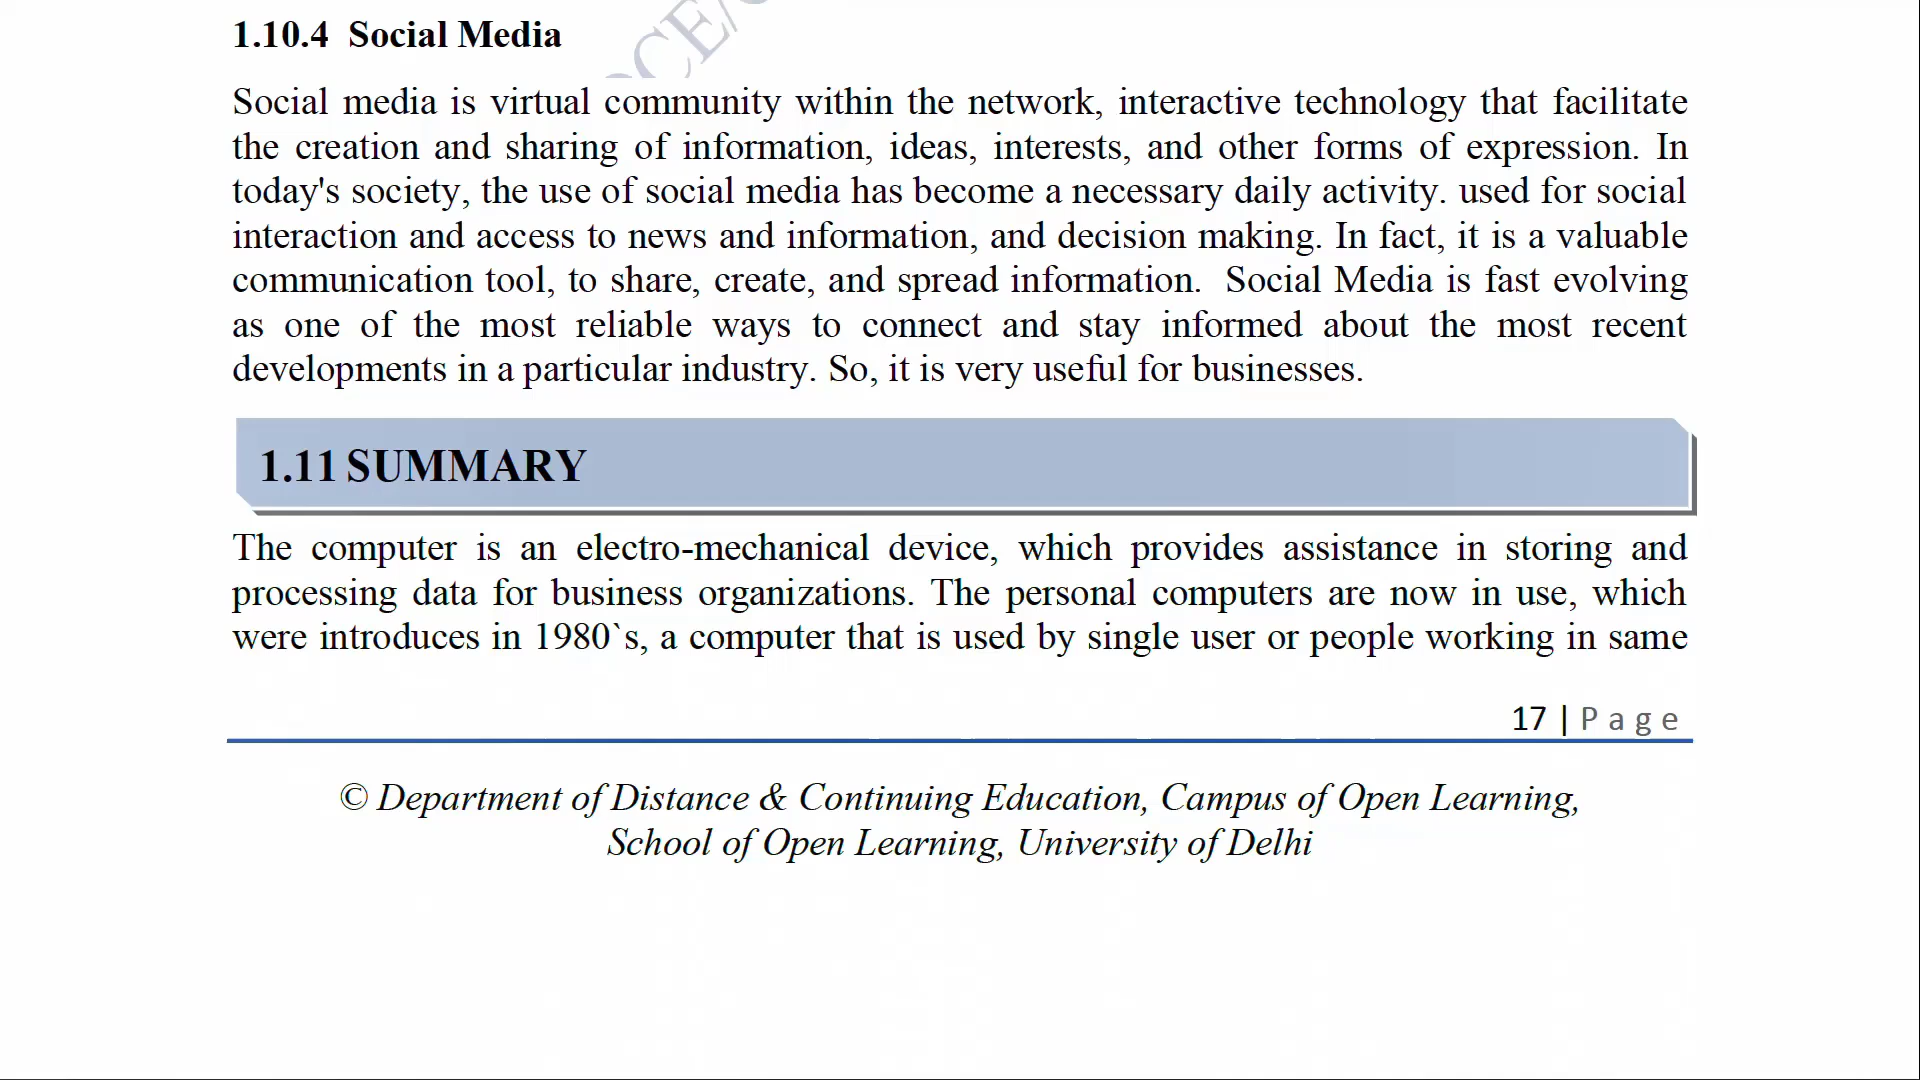 1.10.4 Social Media
Social media is virtual community within the network, interactive technology that facilitate
the creation and sharing of information, ideas, interests, and other forms of expression. In
today's society, the use of social media has become a necessary daily activity. used for social
interaction and access to news and information, and decision making. In fact, it is a valuable
communication tool, to share, create, and spread information. Social Media is fast evolving
as one of the most reliable ways to connect and stay informed about the most recent
developments in a particular industry. So, it is very useful for businesses.
1.11 SUMMARY
The computer is an electro-mechanical device, which provides assistance in storing and
processing data for business organizations. The personal computers are now in use, which
were introduces in 1980`s, a computer that is used by single user or people working in same
17 | Page
© Department of Distance & Continuing Education, Campus of Open Learning,
School of Open Learning, University of Delhi